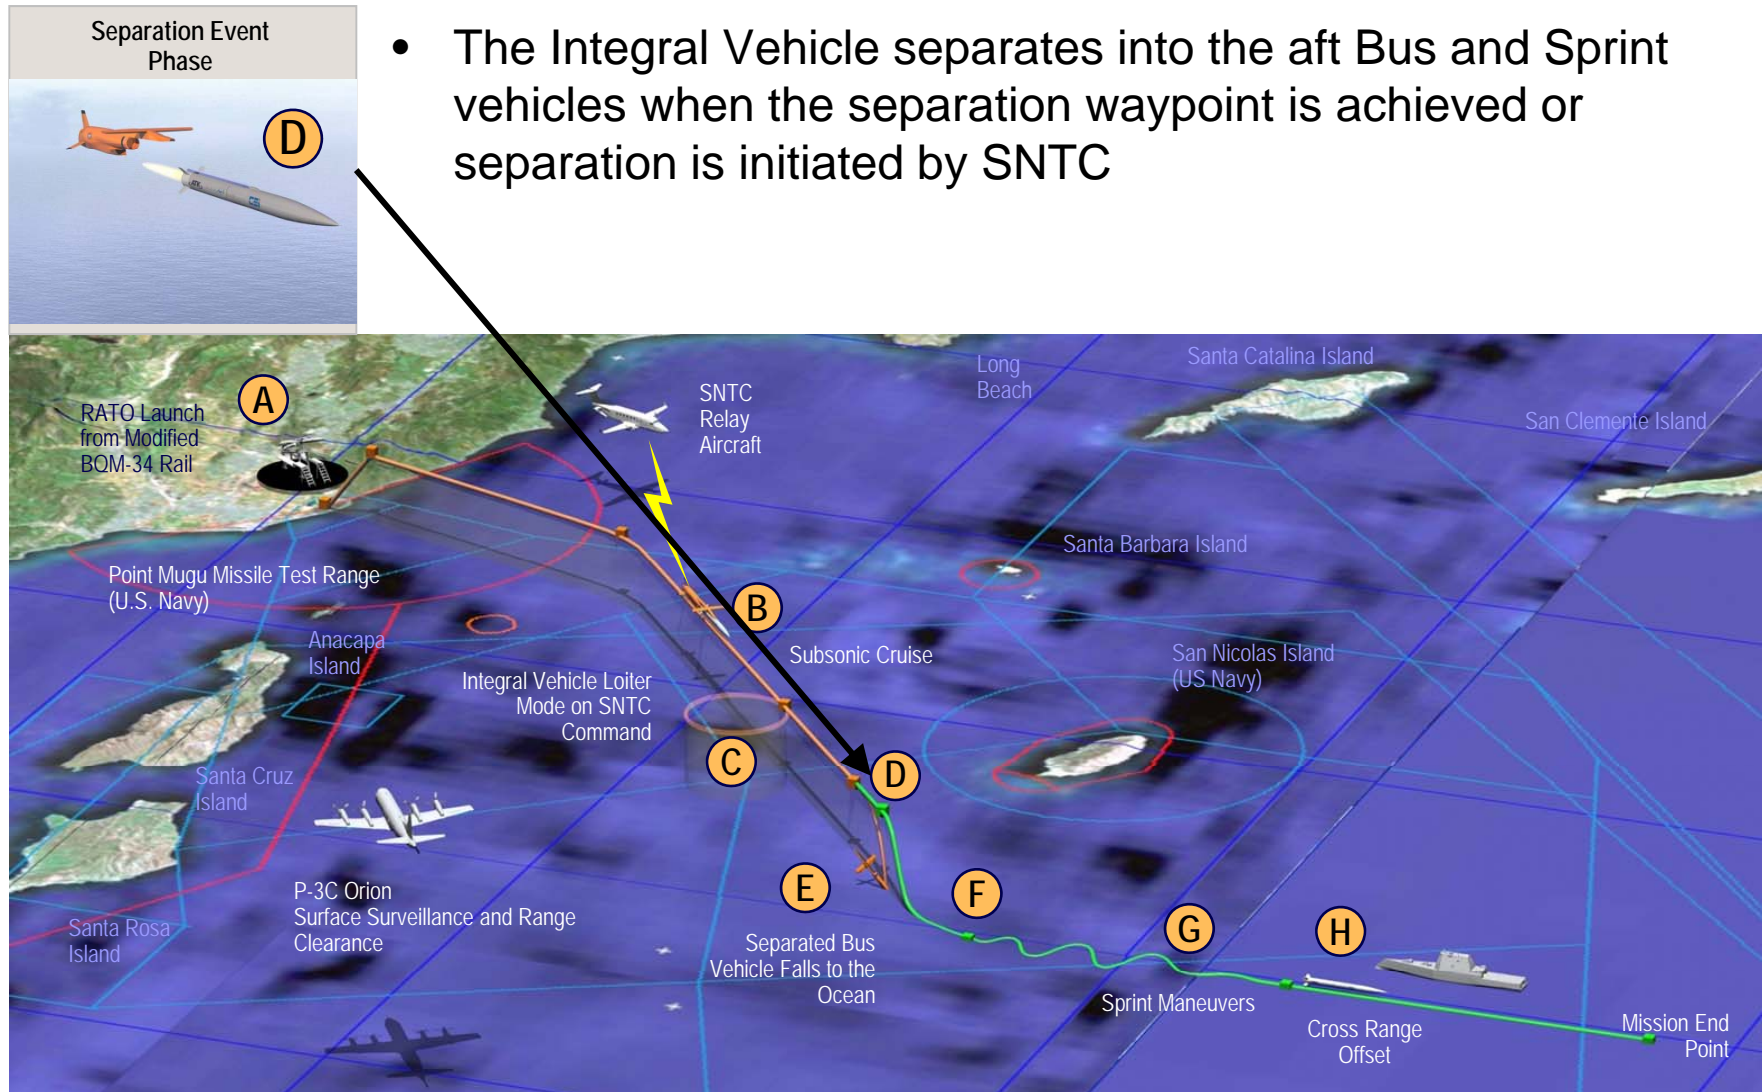 Separation Event
Phase
D
• The Integral Vehicle separates into the aft Bus and Sprint
vehicles when the separation waypoint is achieved or
separation is initiated by SNTC
A
RATO Launch
from Modified
BQM-34 Rail
SNTC
Relay
Aircraft
Long
Beach
Santa Catalina Island
San Clemente Island
Point Mugu Missile Test Range
(U.S. Navy)
Santa Barbara Island
B
Anacapa
Island
Subsonic Cruise
San Nicolas Island
(US Navy)
Integral Vehicle Loiter
Mode on SNTC
Command
C
D
Santa Cruz
Island
E
F
P-3C Orion
Surface Surveillance and Range
Clearance
Santa Rosa
Island
G
H
Separated Bus
Vehicle Falls to the
Ocean
Sprint Maneuvers
Cross Range
Offset
Mission End
Point